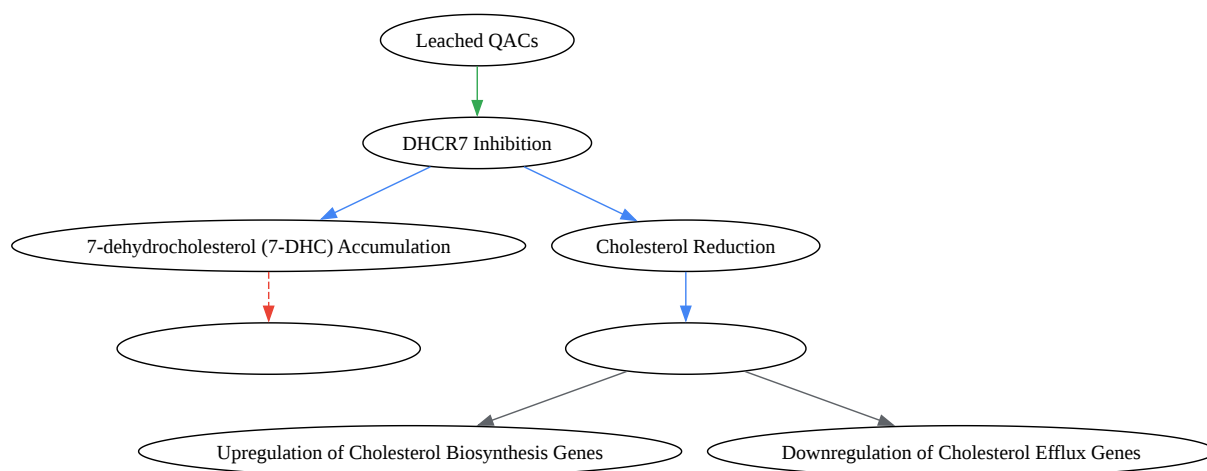 Leached QACs
DHCR7 Inhibition
7-dehydrocholesterol (7-DHC) Accumulation
Cholesterol Reduction
Upregulation of Cholesterol Biosynthesis Genes
Downregulation of Cholesterol Efflux Genes